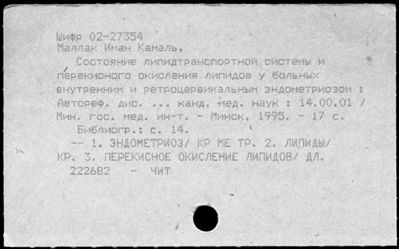 Шифр 02-27354
Маллак Иман Камаль.
Состояние липидтранспортной системы и
перекисного окисления липидов у больных
внутренним и ретроцервикальным эндометриозом :
Автореф. дис. ... канд. мед. наук : 14.00.01 /
Мин. гос. мед. ин-т. - Минск, 1995. - 17 с.
Библиогр.: с. 14.
-- 1. ЭНДОМЕТРИОЗ/ КР МЕ ТР. 2. ЛИПИДЫ/
КР. 3. ПЕРЕКИСНОЕ ОКИСЛЕНИЕ ЛИПИДОВ/ ДЛ.
222682 - ЧИТ